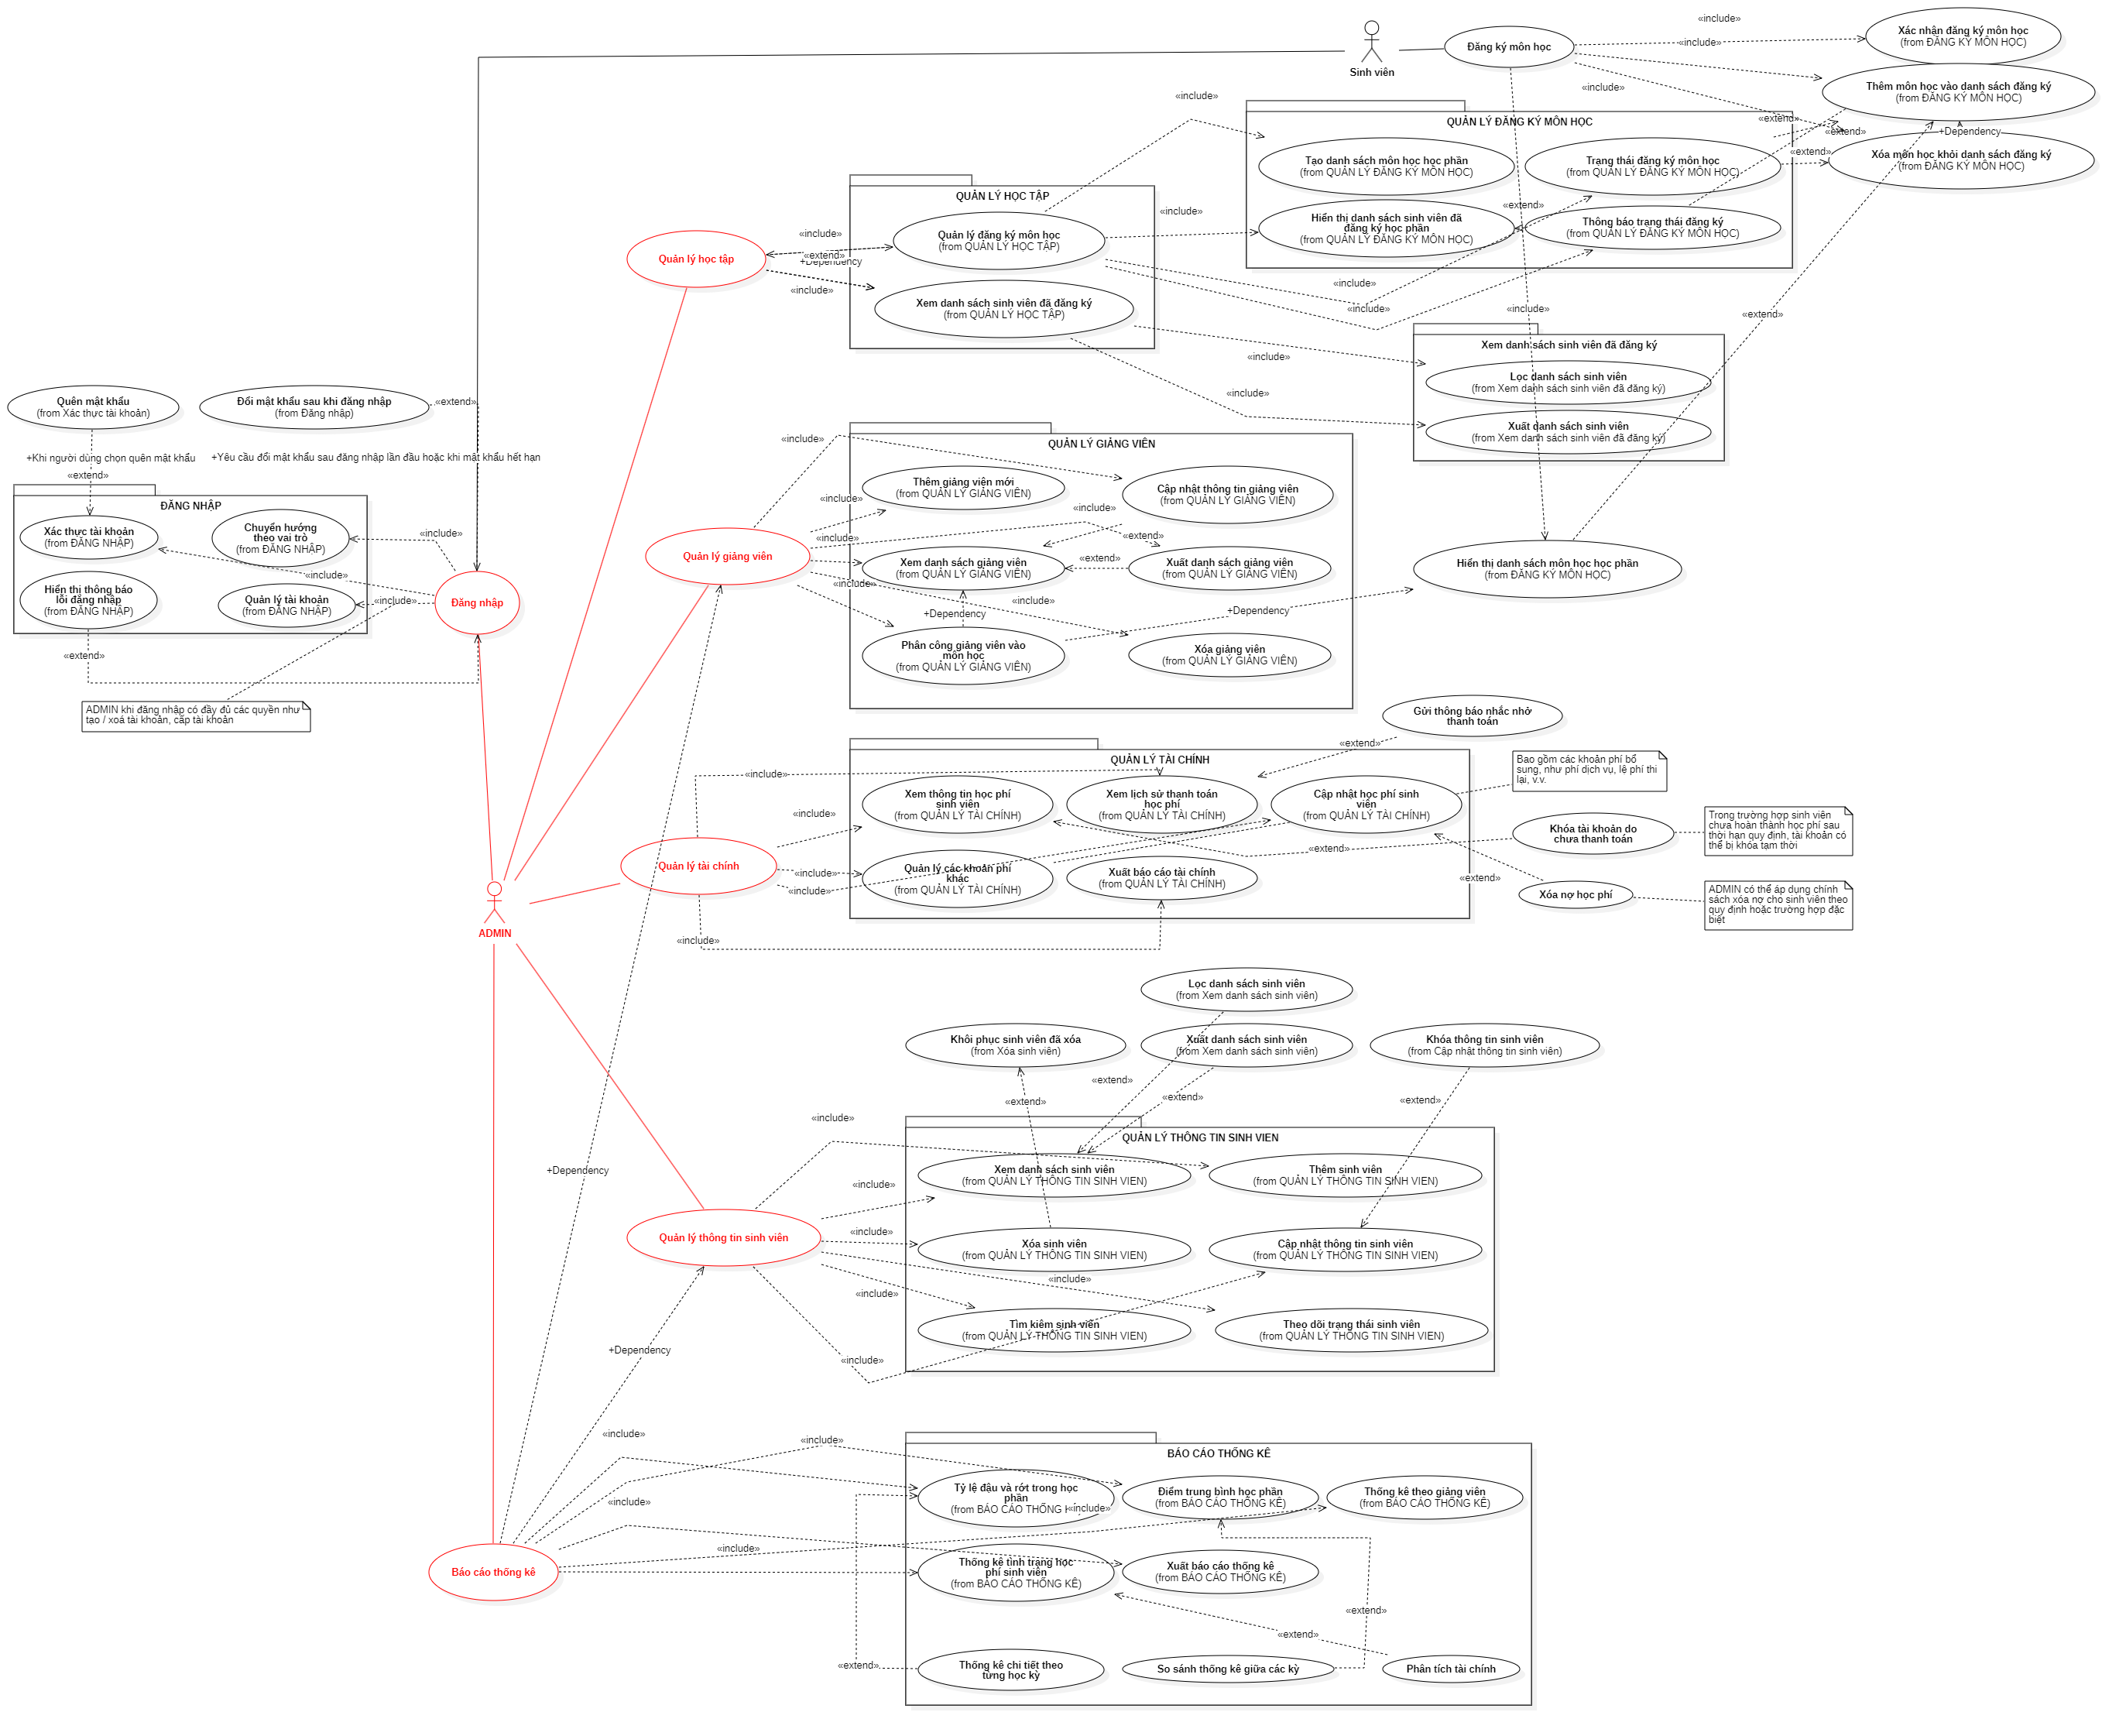 Sinh viên
Đăng ký môn học
«include»
«include»
«include»
Xác nhận đăng ký môn học
(from ĐĂNG KÝ MÔN HỌC)
Thêm môn học vào danh sách đăng ký
(from ĐĂNG KÝ MÔN HỌC)
Xóa môn học khỏi danh sách đăng ký
(from ĐĂNG KÝ MÔN HỌC)
«extend»
«extend»
+Dependency
«extend»
«include»
QUẢN LÝ ĐĂNG KÝ MÔN HỌC
Tạo danh sách môn học học phần
(from QUẢN LÝ ĐĂNG KÝ MÔN HỌC)
Trạng thái đăng ký môn học
(from QUẢN LÝ ĐĂNG KÝ MÔN HỌC)
Hiển thị danh sách sinh viên đã
đăng ký học phần
(from QUẢN LÝ ĐĂNG KÝ MÔN HỌC)
«extend»
Thông báo trạng thái đăng ký
(from QUẢN LÝ ĐĂNG KÝ MÔN HỌC)
QUẢN LÝ HỌC TẬP
Quản lý đăng ký môn học
(from QUẢN LÝ HỌC TẬP)
Xem danh sách sinh viên đã đăng ký
(from QUẢN LÝ HỌC TẬP)
«include»
Quản lý học tập
«include»
«extend»
+Dependency
«include»
«include»
«include»
«include»
«extend»
«include»
«include»
Xem danh sách sinh viên đã đăng ký
Lọc danh sách sinh viên
(from Xem danh sách sinh viên đã đăng ký)
Xuất danh sách sinh viên
(from Xem danh sách sinh viên đã đăng ký)
Quên mật khẩu
(from Xác thực tài khoản)
Đổi mật khẩu sau khi đăng nhập
(from Đăng nhập)
«extend»
+Khi người dùng chọn quên mật khẩu
+Yêu cầu đổi mật khẩu sau đăng nhập lần đầu hoặc khi mật khẩu hết hạn
«extend»
ĐĂNG NHẬP
Xác thực tài khoản
(from ĐĂNG NHẬP)
Chuyển hướng
theo vai trò
(from ĐĂNG NHẬP)
Hiển thị thông báo
lỗi đăng nhập
(from ĐĂNG NHẬP)
Quản lý tài khoản
(from ĐĂNG NHẬP)
«include»
«include»
«include»
Đăng nhập
«extend»
ADMIN khi đăng nhập có đầy đủ các quyền như
tạo / xoá tài khoản, cấp tài khoản
QUẢN LÝ GIẢNG VIÊN
«include»
Thêm giảng viên mới
(from QUẢN LÝ GIẢNG VIÊN)
Cập nhật thông tin giảng viên
(from QUẢN LÝ GIẢNG VIÊN)
«include»
«include»
«include»
«extend»
Quản lý giảng viên
Xem danh sách giảng viên
(from QUẢN LÝ GIẢNG VIÊN)
«extend»
Xuất danh sách giảng viên
(from QUẢN LÝ GIẢNG VIÊN)
«include»
«include»
+Dependency
+Dependency
Phân công giảng viên vào
môn học
(from QUẢN LÝ GIẢNG VIÊN)
Xóa giảng viên
(from QUẢN LÝ GIẢNG VIÊN)
Hiển thị danh sách môn học học phần
(from ĐĂNG KÝ MÔN HỌC)
Gửi thông báo nhắc nhở
thanh toán
«extend»
QUẢN LÝ TÀI CHÍNH
«include»
Xem thông tin học phí
sinh viên
(from QUẢN LÝ TÀI CHÍNH)
Xem lịch sử thanh toán
học phí
(from QUẢN LÝ TÀI CHÍNH)
Cập nhật học phí sinh
viên
(from QUẢN LÝ TÀI CHÍNH)
Bao gồm các khoản phí bổ
sung, như phí dịch vụ, lệ phí thi
lại, v.v.
«include»
Khóa tài khoản do
chưa thanh toán
Trong trường hợp sinh viên
chưa hoàn thành học phí sau
thời hạn quy định, tài khoản có
thể bị khóa tạm thời
«extend»
Quản lý tài chính
«include»
«include»
Quản lý các khoản phí
khác
(from QUẢN LÝ TÀI CHÍNH)
Xuất báo cáo tài chính
(from QUẢN LÝ TÀI CHÍNH)
«extend»
Xóa nợ học phí
ADMIN có thể áp dụng chính
sách xóa nợ cho sinh viên theo
quy định hoặc trường hợp đặc
biệt
ADMIN
«include»
Lọc danh sách sinh viên
(from Xem danh sách sinh viên)
Khôi phục sinh viên đã xóa
(from Xóa sinh viên)
Xuất danh sách sinh viên
(from Xem danh sách sinh viên)
Khóa thông tin sinh viên
(from Cập nhật thông tin sinh viên)
«extend»
«extend»
«extend»
«extend»
«include»
QUẢN LÝ THÔNG TIN SINH VIEN
Xem danh sách sinh viên
(from QUẢN LÝ THÔNG TIN SINH VIEN)
Thêm sinh viên
(from QUẢN LÝ THÔNG TIN SINH VIEN)
+Dependency
«include»
Quản lý thông tin sinh viên
«include»
Xóa sinh viên
(from QUẢN LÝ THÔNG TIN SINH VIEN)
Cập nhật thông tin sinh viên
(from QUẢN LÝ THÔNG TIN SINH VIEN)
«include»
«include»
Tìm kiếm sinh viên
(from QUẢN LÝ THÔNG TIN SINH VIEN)
Theo dõi trạng thái sinh viên
(from QUẢN LÝ THÔNG TIN SINH VIEN)
+Dependency
«include»
«include»
«include»
BÁO CÁO THỐNG KÊ
Tỷ lệ đậu và rớt trong học
phần
(from BÁO CÁO THỐNG
«include»
Điểm trung bình học phần
(from BÁO CÁO THỐNG KÊ)
Thống kê theo giảng viên
(from BÁO CÁO THỐNG KÊ)
«include»
«include»
Báo cáo thống kê
Thống kê tình trạng học
phí sinh viên
(from BÁO CÁO THỐNG KÊ)
Xuất báo cáo thống kê
(from BÁO CÁO THỐNG KÊ)
«extend»
«extend»
«extend»
Thống kê chi tiết theo
từng học kỳ
So sánh thống kê giữa các kỳ
Phân tích tài chính